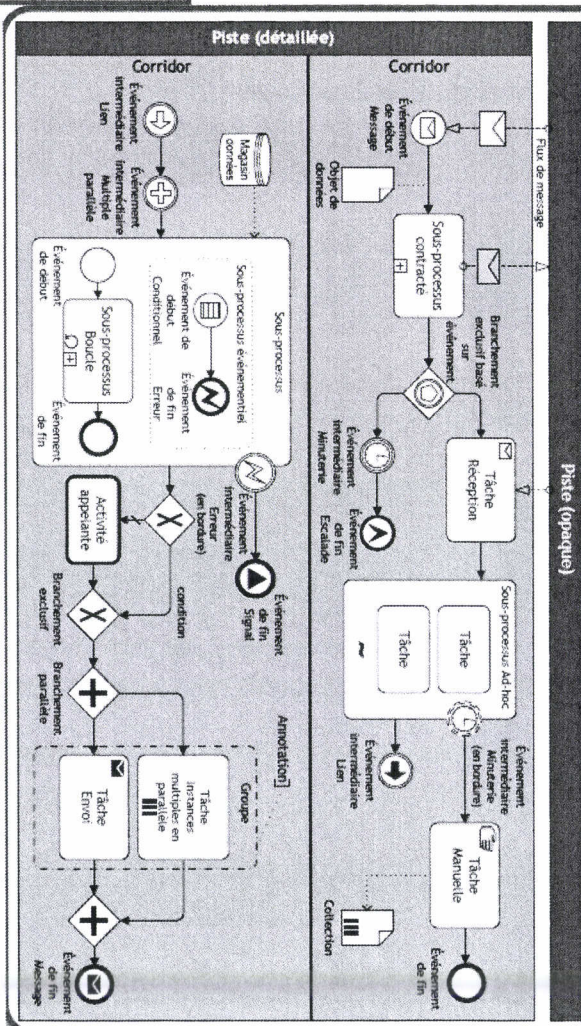 Piste (opaque)
Flux de message
Piste (détaillée)
Corridor
Événement
de début
Message
Objet de
données
Sous-processus
contracté
Branchement
exclusif basé
sur
événement
Tâche
Réception
Événement
intermédiaire
Minuterie
Événement
de fin
Escalade
Sous-processus Ad-hoc
Tâche
Tâche
~
Événement
intermédiaire
Minuterie
(en bordure)
Événement
intermédiaire
Lien
Tâche
Manuelle
Collection
Événement
de fin
Corridor
Événement
intermédiaire
Lien
Événement
intermédiaire
Multiple
parallèle
Magasin
données
Sous-processus
Sous-processus événementiel
Événement de
début
Conditionnel
Événement
de fin
Erreur
Événement
de début
Sous-processus
Boucle
Événement
de fin
Événement
intermédiaire
Erreur
(en bordure)
Événement
de fin
Signal
condition
Activité
appelante
Branchement
exclusif
Branchement
parallèle
Annotation
Groupe
Tâche
Instances
multiples en
parallèle
Tâche
Envoi
Événement
de fin
Message